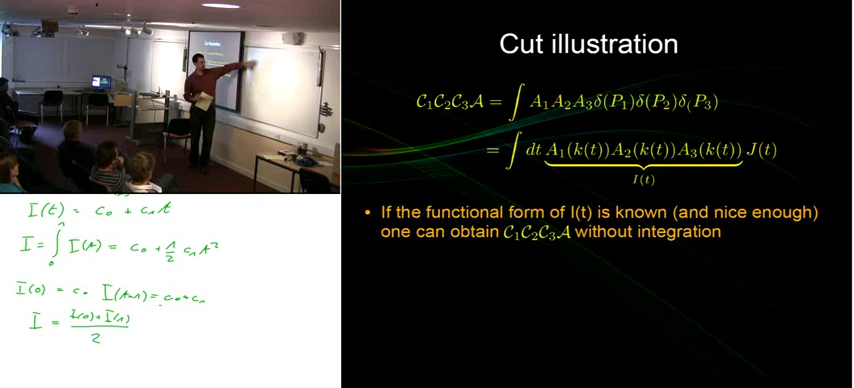 Cut illustration
C₁C₂C₃A = ∫ A₁A₂A₃δ(P₁)δ(P₂)δ₍P₃)
= ∫ dt A₁(k(t))A₂(k(t))A₃(k(t)) J(t)
I(t)
• If the functional form of I(t) is known (and nice enough)
one can obtain C₁C₂C₃A without integration
I(t) = c₀ + c₁t
I = ∫₀¹ I(t) = c₀ + 1/2 c₁t²
I(0) = c₀ I(t=1) = c₀+c₁
I = I(0)+I(1) / 2